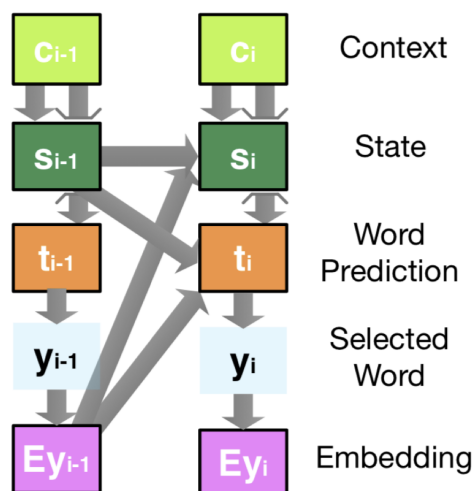 ci-1 ci Context
si-1 si State
ti-1 ti Word
Prediction
yi-1 yi Selected
Word
Eyi-1 Eyi Embedding